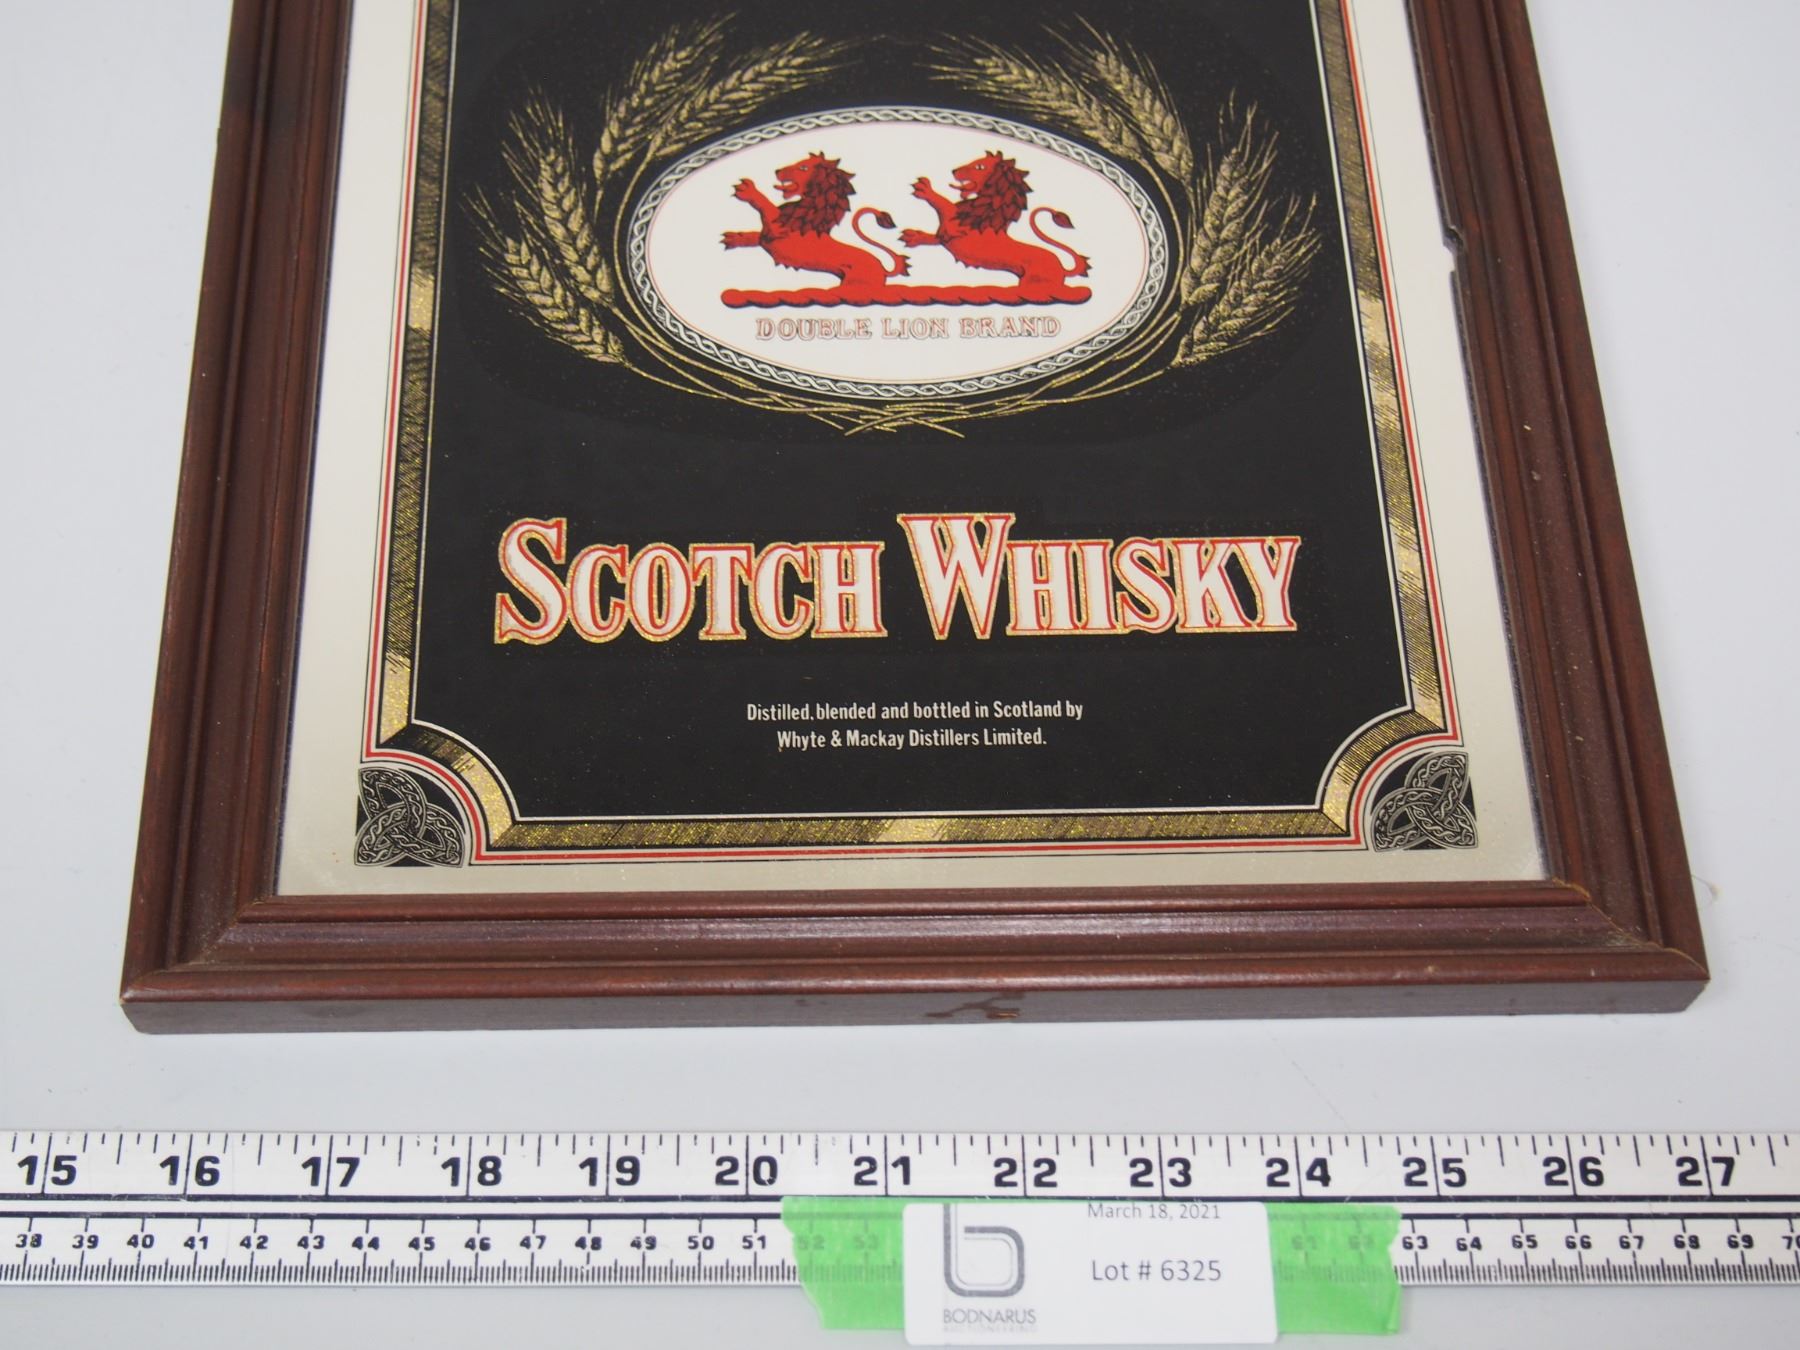 DOUBLE LION BRAND
SCOTCH WHISKY
Distilled, blended and bottled in Scotland by
Whyte & Mackay Distillers Limited.
15 16 17 18 19 20 21 22 23 24 25 26 27
38 39 40 41 42 43 44 45 46 47 48 49 50 51 52 53 61 62 63 64 65 66 67 68 69 70
March 18, 2021
Lot # 6325
BODNARUS
AUCTIONEERING